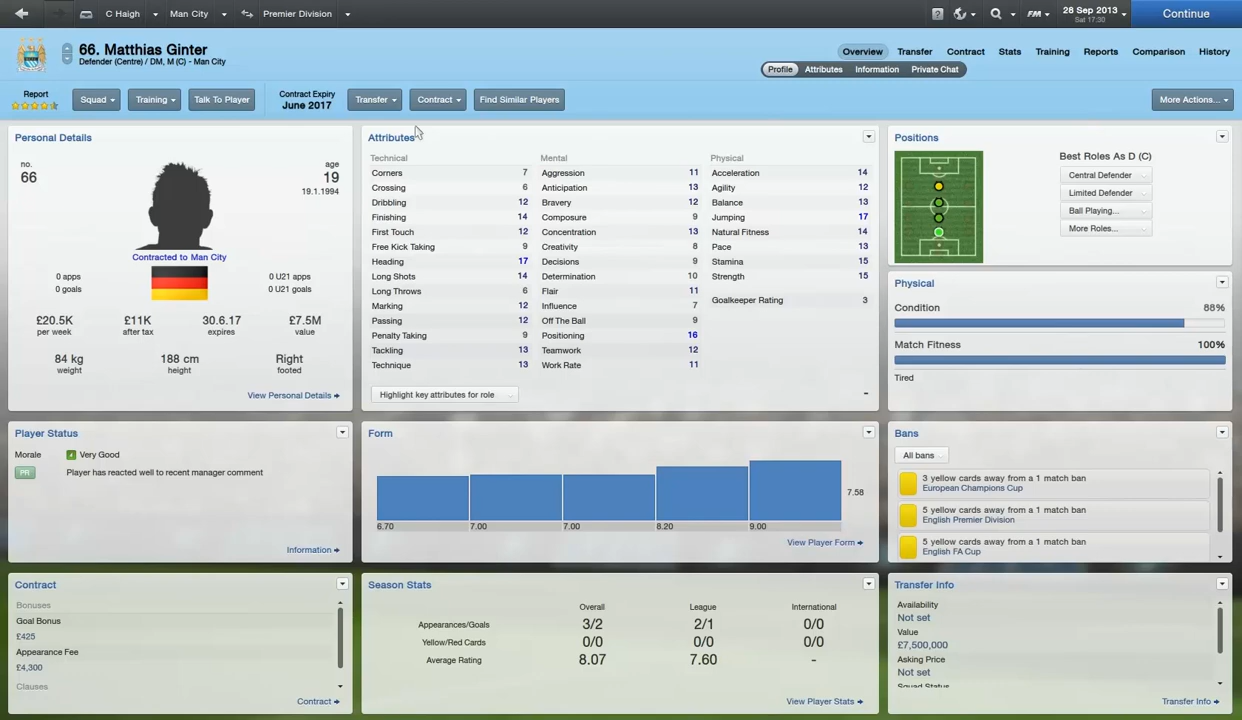 C Haigh
Man City
Premier Division
?
FM
28 Sep 2013
Sat 17:30
Continue
66. Matthias Ginter
Defender (Centre) / DM, M (C) - Man City
Overview Transfer Contract Stats Training Reports Comparison History
Profile Attributes Information Private Chat
Report
Squad Training Talk To Player
Contract Expiry
June 2017
Transfer Contract Find Similar Players
More Actions...
Personal Details
no.
66
age
19
19.1.1994
Contracted to Man City
0 apps
0 goals
0 U21 apps
0 U21 goals
£20.5K
per week
£11K
after tax
30.6.17
expires
£7.5M
value
84 kg
weight
188 cm
height
Right
footed
View Personal Details
Attributes
Technical Mental Physical
Corners 7 Aggression 11 Acceleration 14
Crossing 6 Anticipation 13 Agility 12
Dribbling 12 Bravery 12 Balance 13
Finishing 14 Composure 9 Jumping 17
First Touch 12 Concentration 13 Natural Fitness 14
Free Kick Taking 9 Creativity 8 Pace 13
Heading 17 Decisions 9 Stamina 15
Long Shots 14 Determination 10 Strength 15
Long Throws 6 Flair 11 Goalkeeper Rating 3
Marking 12 Influence 7
Passing 12 Off The Ball 9
Penalty Taking 9 Positioning 16
Tackling 13 Teamwork 12
Technique 13 Work Rate 11
Highlight key attributes for role
-
Positions
Best Roles As D (C)
Central Defender
Limited Defender
Ball Playing...
More Roles...
Physical
Condition 88%
Match Fitness 100%
Tired
Player Status
Morale Very Good
PR Player has reacted well to recent manager comment
Information
Form
7.58
6.70 7.00 7.00 8.20 9.00
View Player Form
Bans
All bans
3 yellow cards away from a 1 match ban
European Champions Cup
5 yellow cards away from a 1 match ban
English Premier Division
5 yellow cards away from a 1 match ban
English FA Cup
Contract
Bonuses
Goal Bonus
£425
Appearance Fee
£4,300
Clauses
Contract
Season Stats
Overall League International
Appearances/Goals 3/2 2/1 0/0
Yellow/Red Cards 0/0 0/0 0/0
Average Rating 8.07 7.60 -
View Player Stats
Transfer Info
Availability
Not set
Value
£7,500,000
Asking Price
Not set
Squad Status
Transfer Info